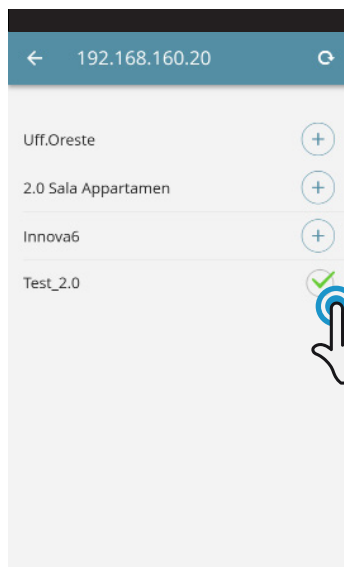 192.168.160.20
Uff.Oreste
2.0 Sala Appartamen
Innova6
Test_2.0